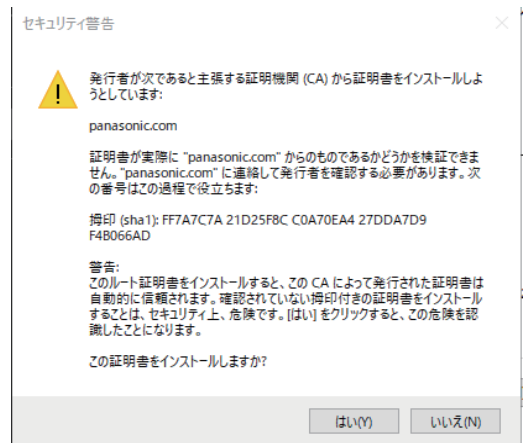 セキュリティ警告
発行者が次であると主張する証明機関 (CA) から証明書をインストールしよ
うとしています:
panasonic.com
証明書が実際に "panasonic.com" からのものであるかどうかを検証できま
せん。"panasonic.com" に連絡して発行者を確認する必要があります。次
の番号はこの過程で役立ちます:
拇印 (sha1): FF7A7C7A 21D25F8C C0A70EA4 27DDA7D9
F4B066AD
警告:
このルート証明書をインストールすると、この CA によって発行された証明書は
自動的に信頼されます。確認されていない拇印付きの証明書をインストール
することは、セキュリティ上、危険です。[はい] をクリックすると、この危険を認
識したことになります。
この証明書をインストールしますか?
はい(Y)
いいえ(N)